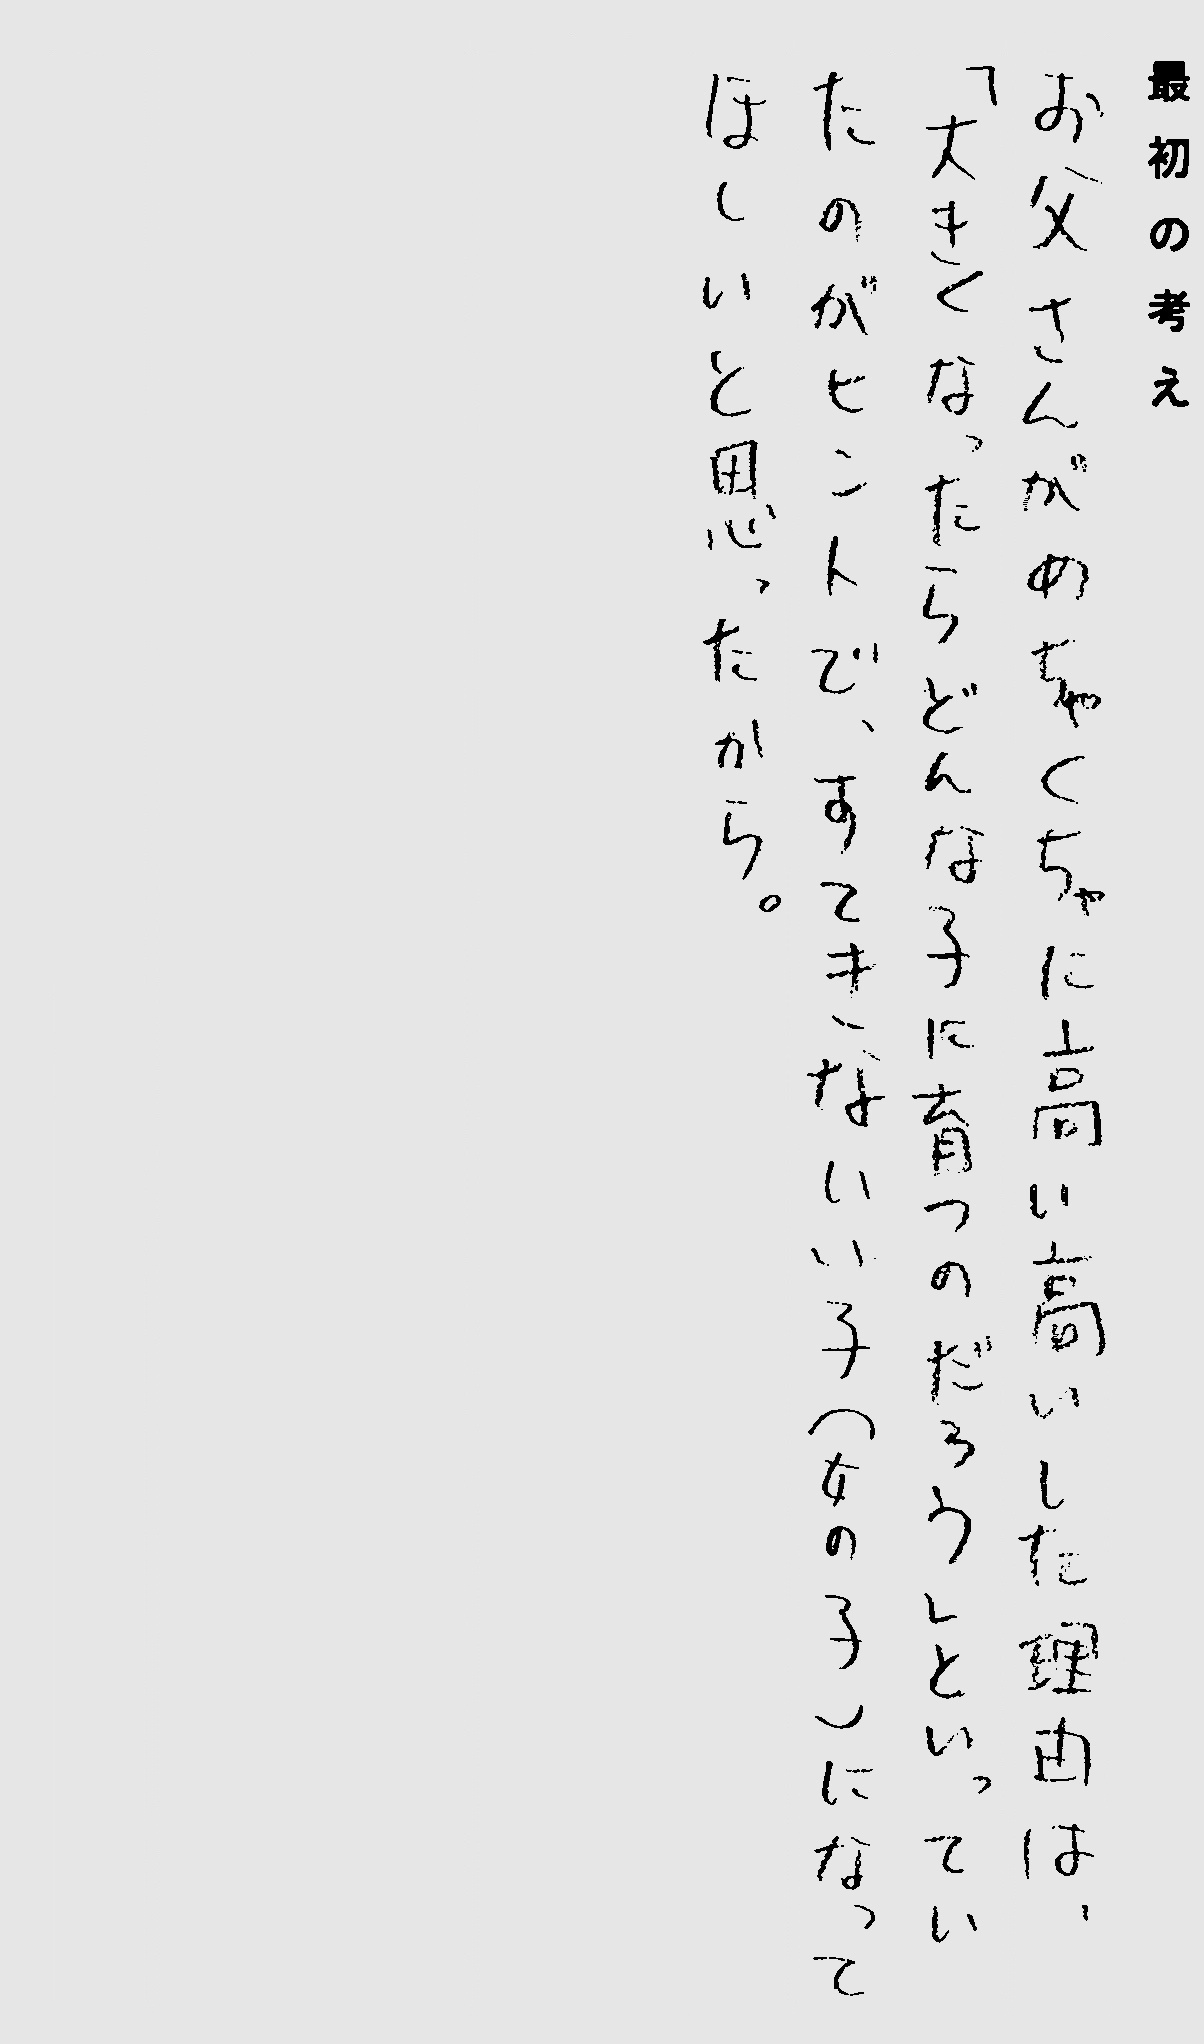 最初の考え
お父さんがめちゃくちゃに高い高いした理由は、
「大きくなったらどんな子に育つのだろう」といってい
たのがヒントで、すてきないい子(女の子)になって
ほしいと思ったから。